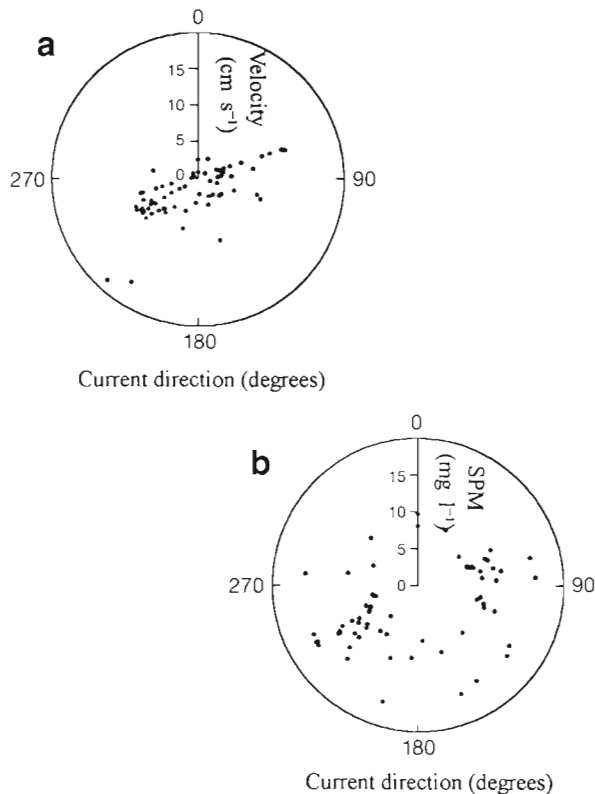 a
0
15
10
5
0
Velocity
(cm s⁻¹)
270
90
180
Current direction (degrees)
b
0
15
10
5
0
SPM
(mg l⁻¹)
270
90
180
Current direction (degrees)